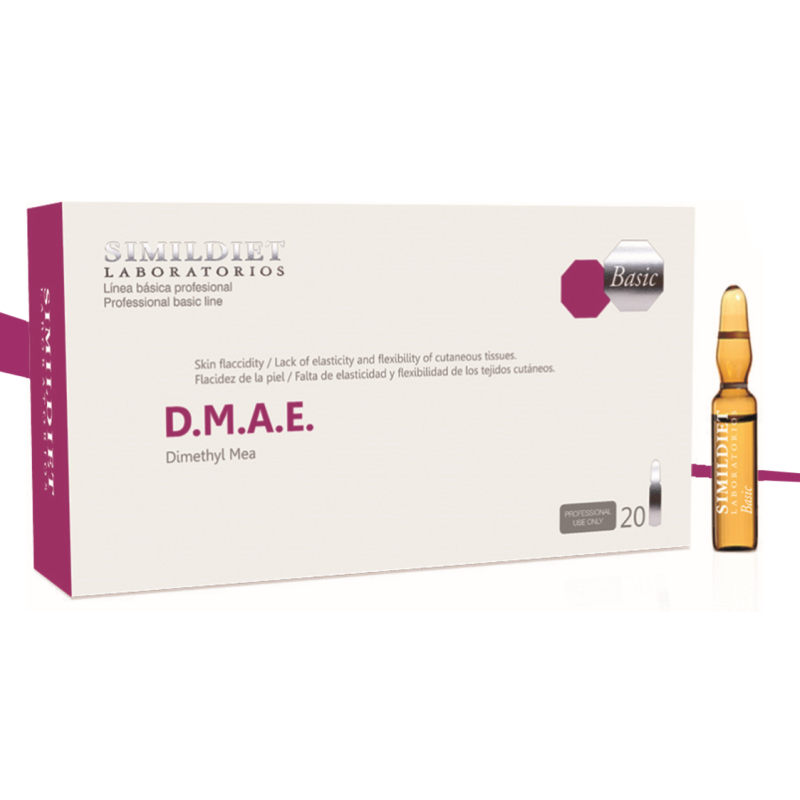 SIMILDIET
LABORATORIOS
Línea básica profesional
Professional basic line
Basic
Skin flaccidity / Lack of elasticity and flexibility of cutaneous tissues.
Flacidez de la piel / Falta de elasticidad y flexibilidad de los tejidos cutáneos.
D.M.A.E.
Dimethyl Mea
PROFESSIONAL
USE ONLY
20
SIMILDIET
LABORATORIOS
SIMILDIET
LABORATORIOS
Basic